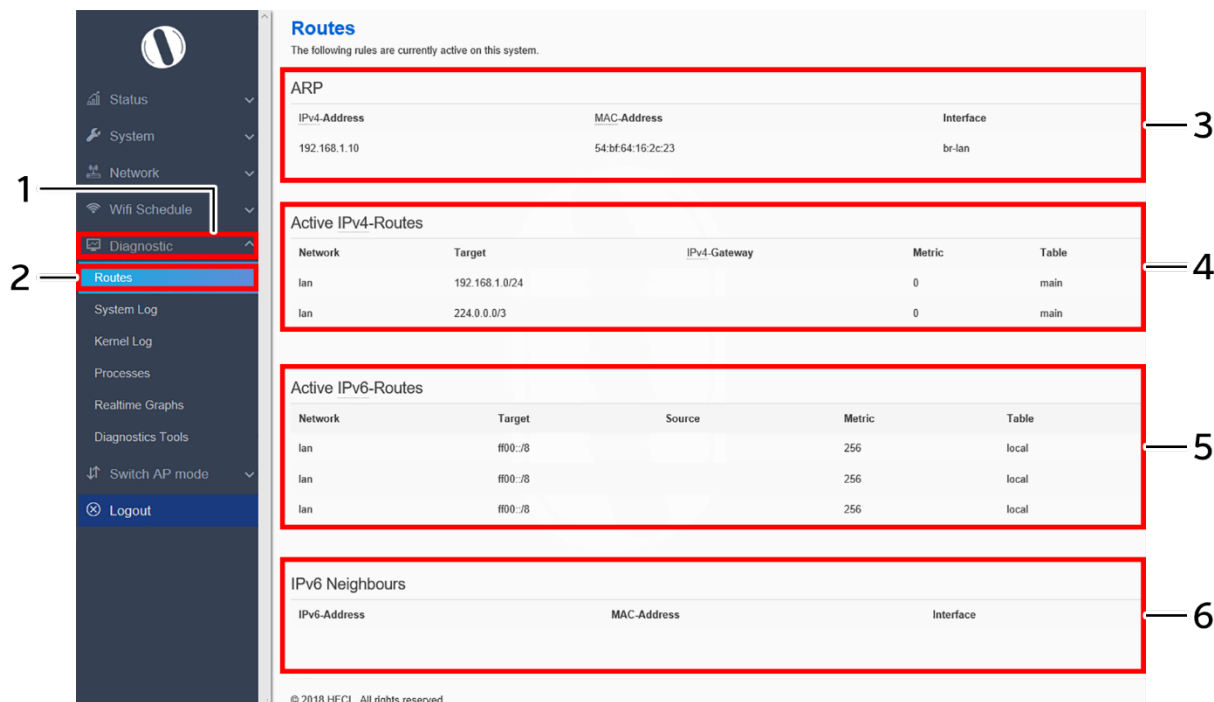 Routes
The following rules are currently active on this system.
Status
System
Network
Wifi Schedule
Diagnostic
Routes
System Log
Kernel Log
Processes
Realtime Graphs
Diagnostics Tools
Switch AP mode
Logout
1
2
ARP
IPv4-Address MAC-Address Interface
192.168.1.10 54:bf:64:16:2c:23 br-lan
3
Active IPv4-Routes
Network Target IPv4-Gateway Metric Table
lan 192.168.1.0/24 0 main
lan 224.0.0.0/3 0 main
4
Active IPv6-Routes
Network Target Source Metric Table
lan ff00::/8 256 local
lan ff00::/8 256 local
lan ff00::/8 256 local
5
IPv6 Neighbours
IPv6-Address MAC-Address Interface
6
© 2018 HFCL. All rights reserved